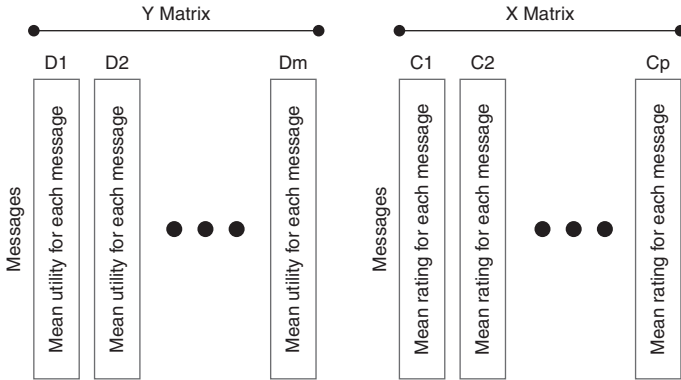 Y Matrix
X Matrix
D1
D2
Dm
C1
C2
Cp
Messages
Mean utility for each message
Mean utility for each message
Mean utility for each message
Messages
Mean rating for each message
Mean rating for each message
Mean rating for each message